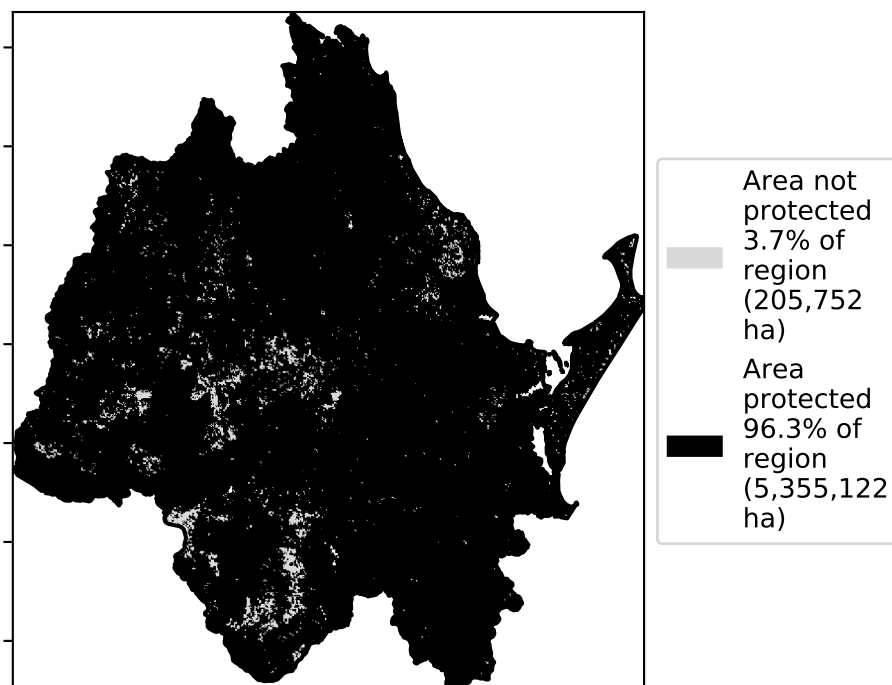 Area not
protected
3.7% of
region
(205,752
ha)
Area
protected
96.3% of
region
(5,355,122
ha)